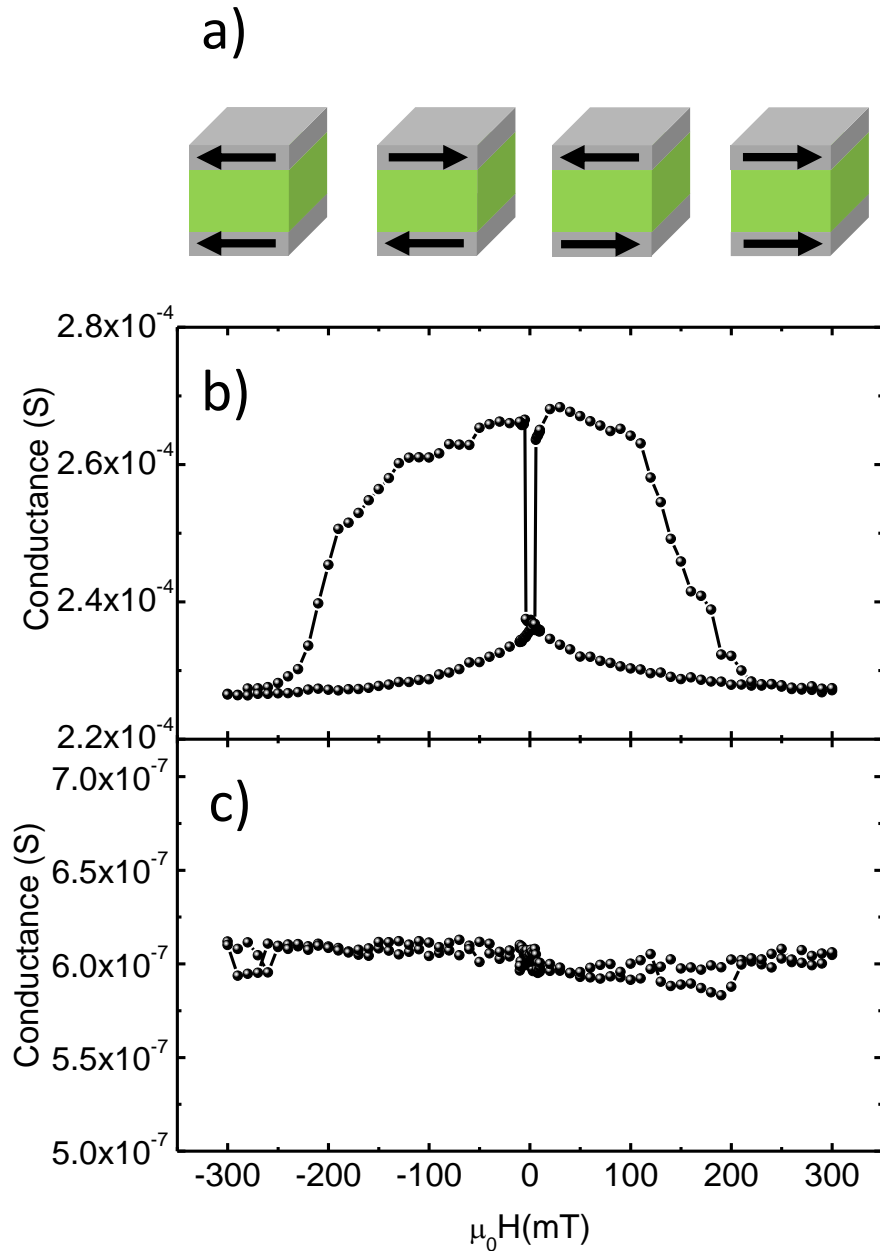 a)
b)
Conductance (S)
2.8x10-4
2.6x10-4
2.4x10-4
2.2x10-4
c)
Conductance (S)
7.0x10-7
6.5x10-7
6.0x10-7
5.5x10-7
5.0x10-7
-300 -200 -100 0 100 200 300
μ0H(mT)